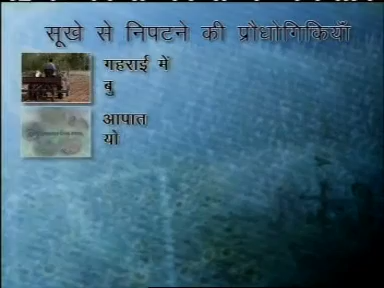 सूखे से निपटने की प्रौधोगिकियाँ
गहराई में
बु
आपात
यो